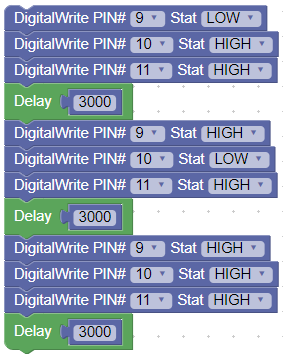 DigitalWrite PIN# 9 Stat LOW
DigitalWrite PIN# 10 Stat HIGH
DigitalWrite PIN# 11 Stat HIGH
Delay 3000
DigitalWrite PIN# 9 Stat HIGH
DigitalWrite PIN# 10 Stat LOW
DigitalWrite PIN# 11 Stat HIGH
Delay 3000
DigitalWrite PIN# 9 Stat HIGH
DigitalWrite PIN# 10 Stat HIGH
DigitalWrite PIN# 11 Stat HIGH
Delay 3000